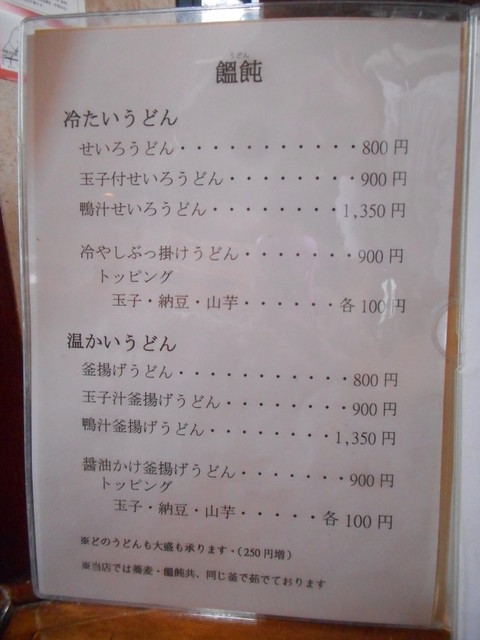 うどん
饂飩
冷たいうどん
せいろうどん・・・・・・・・・・・・800円
玉子付せいろうどん・・・・・・・・・900円
鴨汁せいろうどん・・・・・・・・・1,350円
冷やしぶっ掛けうどん・・・・・・・900円
トッピング
玉子・納豆・山芋・・・・・・各100円
温かいうどん
釜揚げうどん・・・・・・・・・・・・800円
玉子汁釜揚げうどん・・・・・・・・・900円
鴨汁釜揚げうどん・・・・・・・・・1,350円
醤油かけ釜揚げうどん・・・・・・・900円
トッピング
玉子・納豆・山芋・・・・・各100円
※どのうどんも大盛も承ります・(250円増)
※当店では蕎麦・饂飩共、同じ釜で茹でております